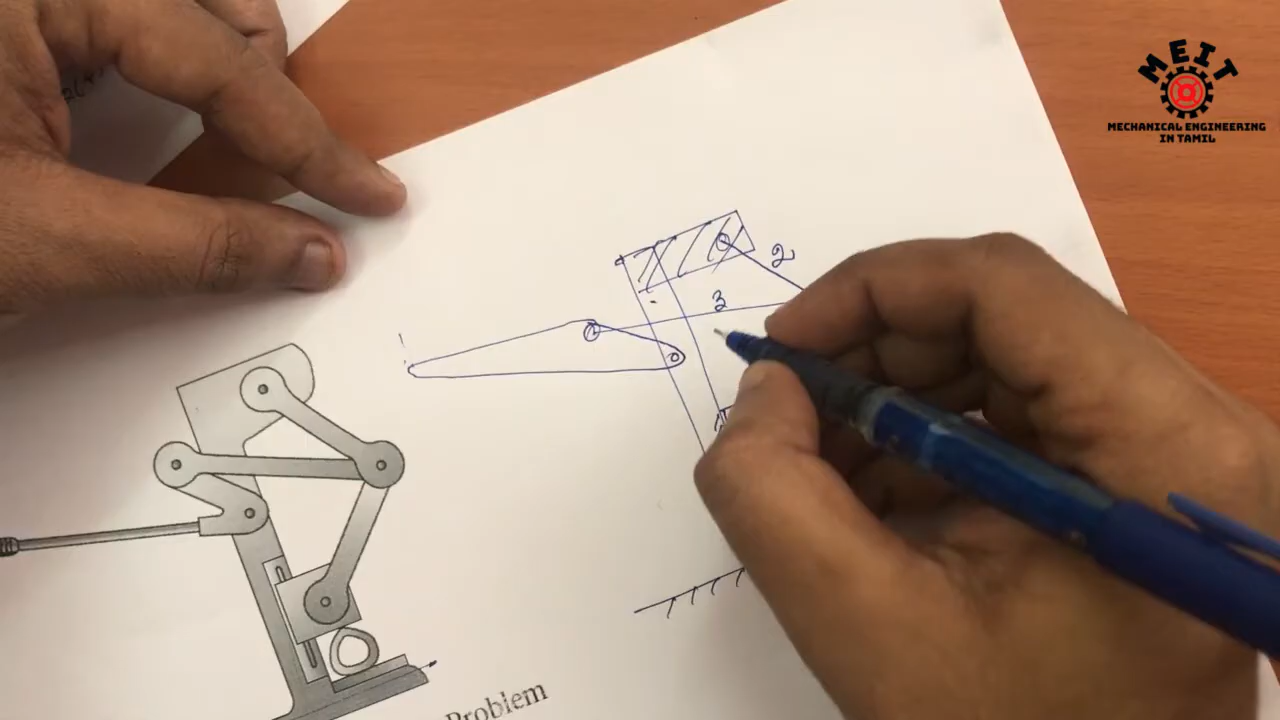 MEIT
MECHANICAL ENGINEERING
IN TAMIL
2
3
Problem